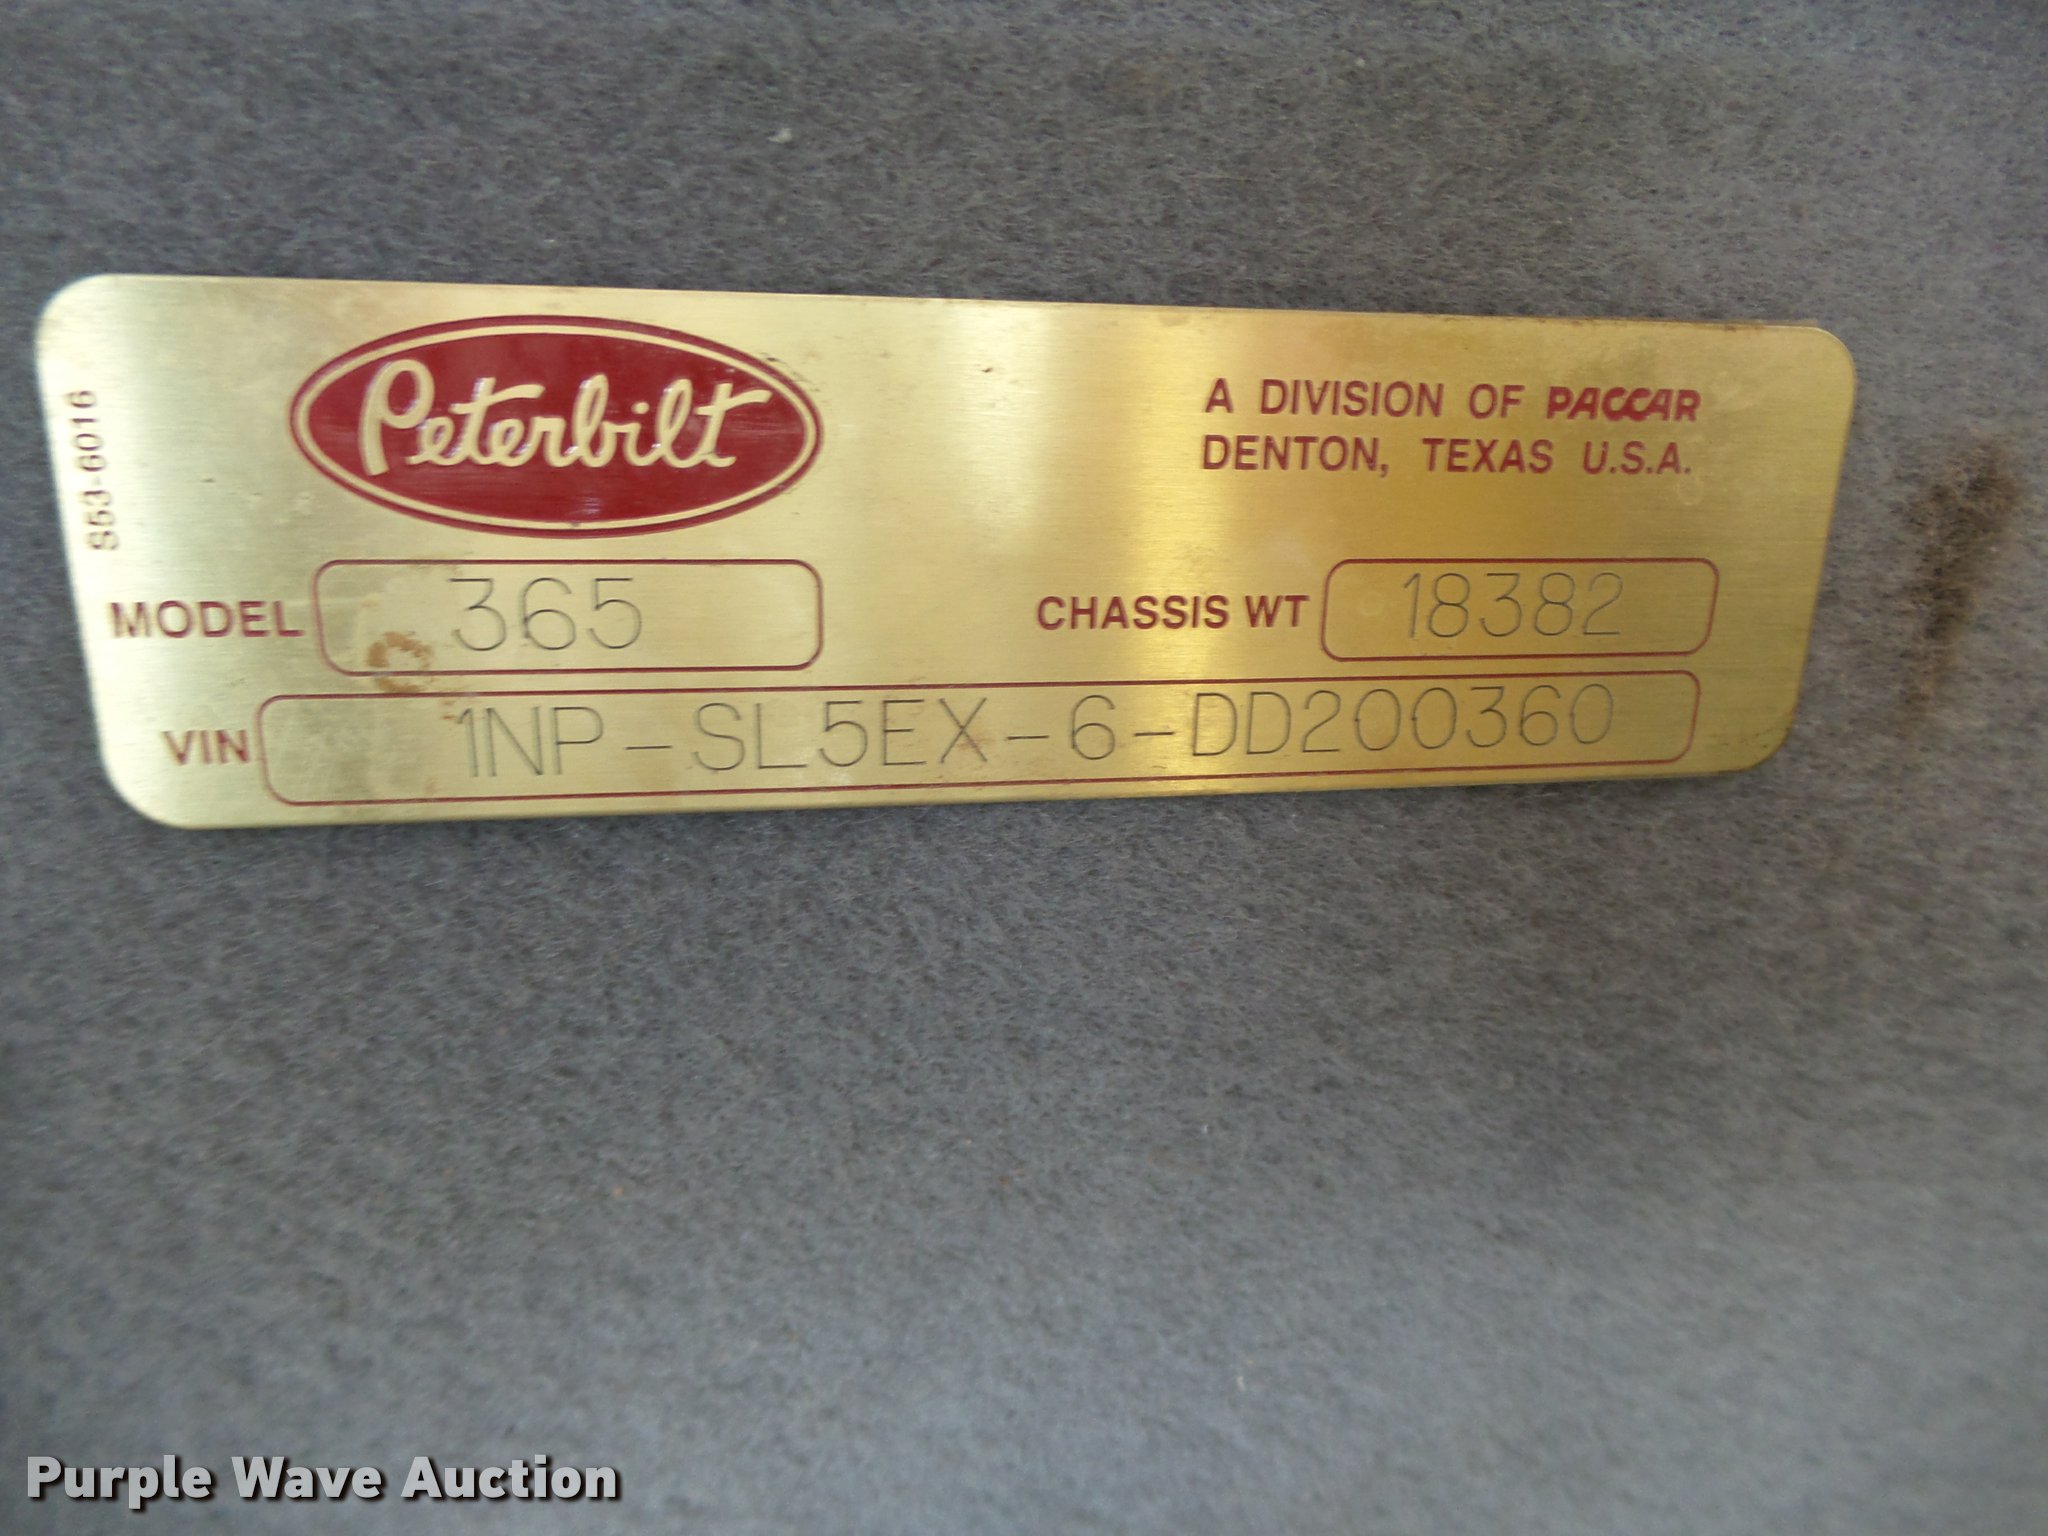 S53-6016
Peterbilt
A DIVISION OF PACCAR
DENTON, TEXAS U.S.A.
MODEL 365
CHASSIS WT 18382
VIN 1NP-SL5EX-6-DD200360
Purple Wave Auction